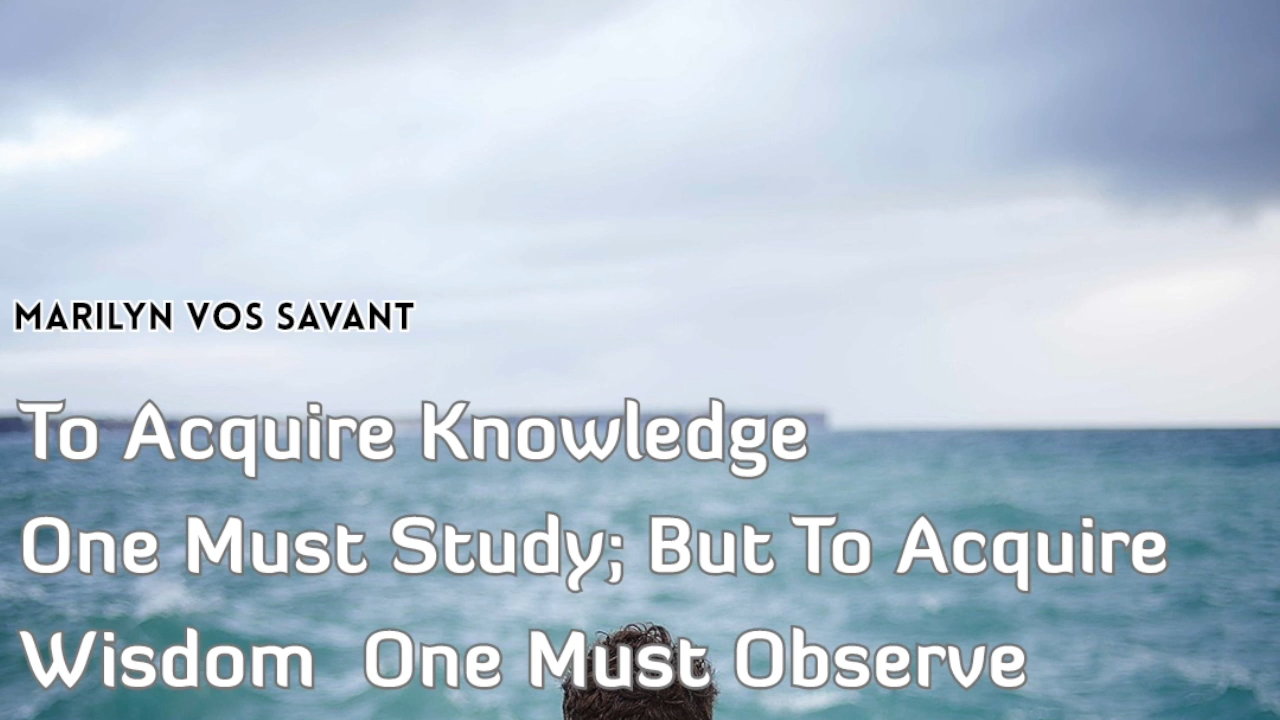 MARILYN VOS SAVANT
To Acquire Knowledge
One Must Study; But To Acquire
Wisdom One Must Observe